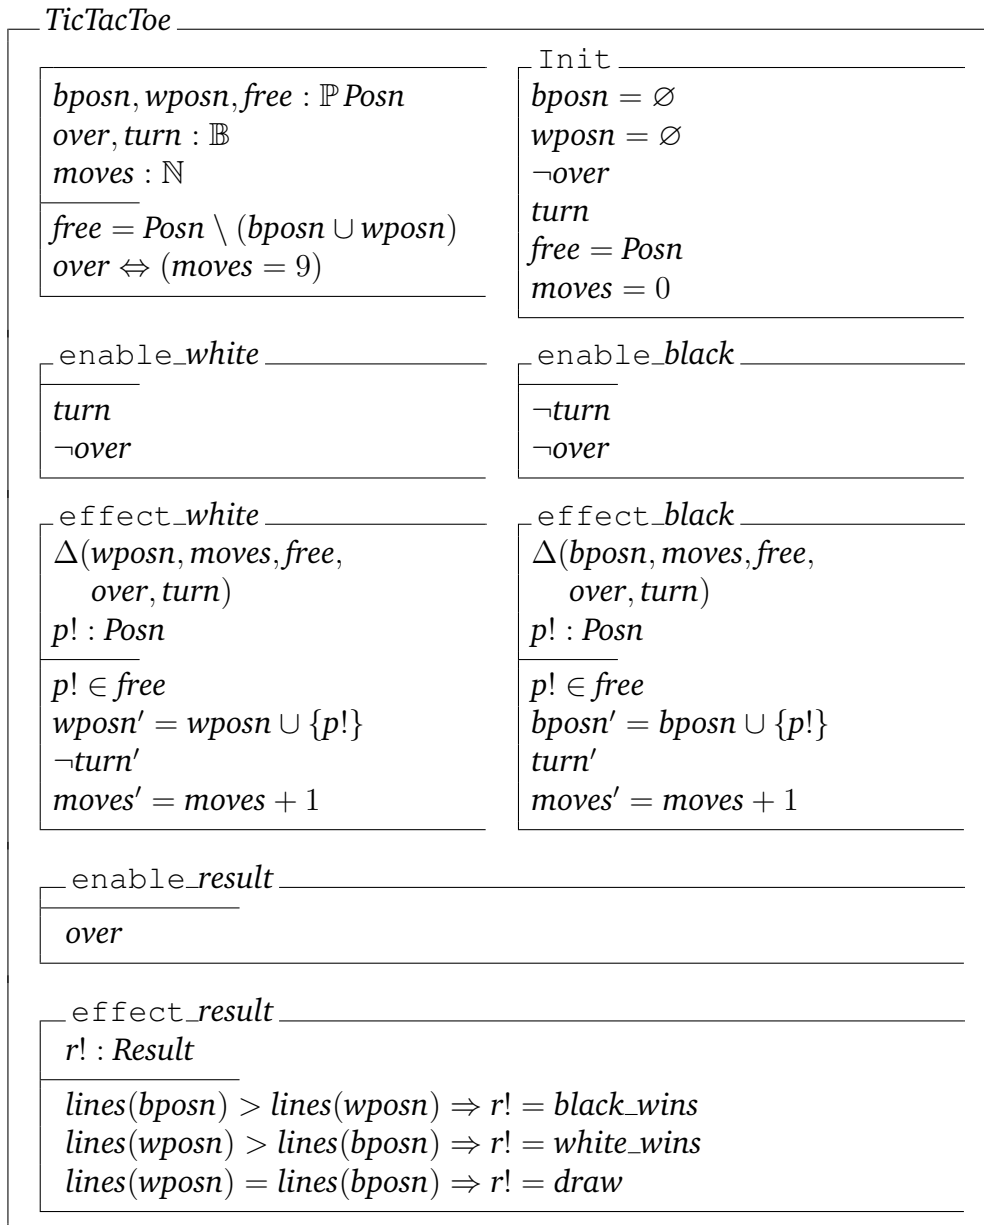 TicTacToe
bposn, wposn, free : ℙ Posn
over, turn : 𝔹
moves : ℕ
free = Posn \ (bposn ∪ wposn)
over ⇔ (moves = 9)
Init
bposn = ∅
wposn = ∅
¬over
turn
free = Posn
moves = 0
enable_white
turn
¬over
enable_black
¬turn
¬over
effect_white
Δ(wposn, moves, free,
over, turn)
p! : Posn
p! ∈ free
wposn′ = wposn ∪ {p!}
¬turn′
moves′ = moves + 1
effect_black
Δ(bposn, moves, free,
over, turn)
p! : Posn
p! ∈ free
bposn′ = bposn ∪ {p!}
turn′
moves′ = moves + 1
enable_result
over
effect_result
r! : Result
lines(bposn) > lines(wposn) ⇒ r! = black_wins
lines(wposn) > lines(bposn) ⇒ r! = white_wins
lines(wposn) = lines(bposn) ⇒ r! = draw